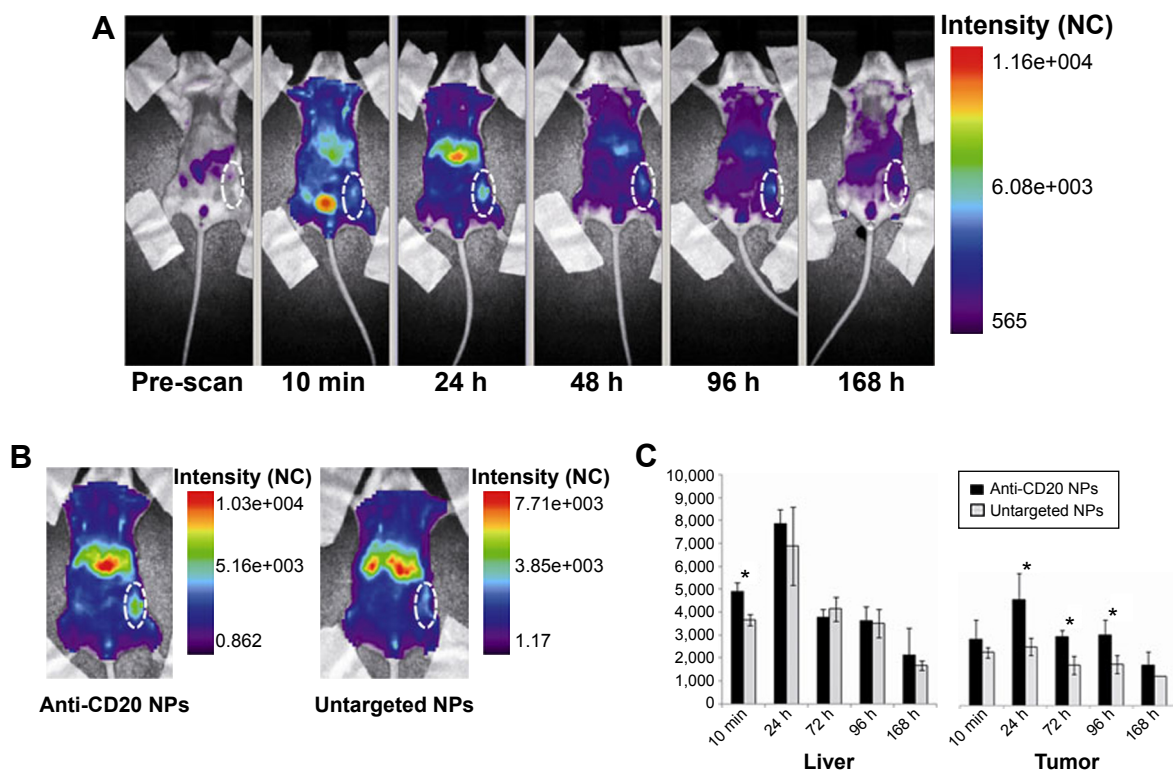 A
Intensity (NC)
1.16e+004
6.08e+003
565
Pre-scan
10 min
24 h
48 h
96 h
168 h
B
Intensity (NC)
1.03e+004
5.16e+003
0.862
Anti-CD20 NPs
Intensity (NC)
7.71e+003
3.85e+003
1.17
Untargeted NPs
C
10,000
9,000
8,000
7,000
6,000
5,000
4,000
3,000
2,000
1,000
0
*
10 min
24 h
72 h
96 h
168 h
Liver
Anti-CD20 NPs
Untargeted NPs
*
*
*
10 min
24 h
72 h
96 h
168 h
Tumor